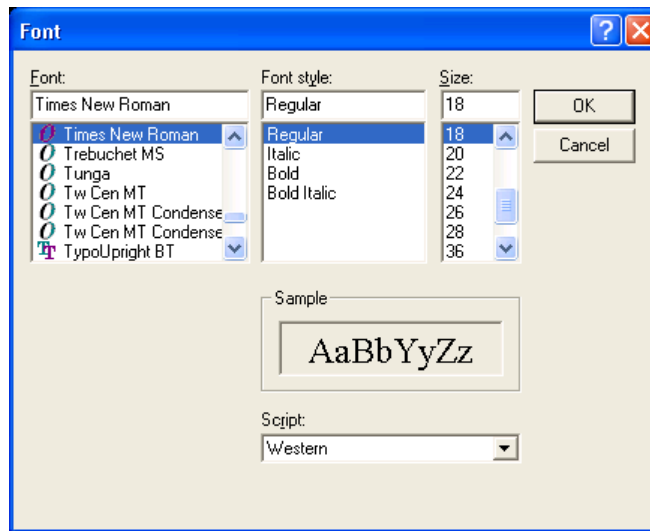 Font
Font:
Times New Roman
Times New Roman
Trebuchet MS
Tunga
Tw Cen MT
Tw Cen MT Condense
Tw Cen MT Condense
TypoUpright BT
Font style:
Regular
Regular
Italic
Bold
Bold Italic
Size:
18
18
20
22
24
26
28
36
OK
Cancel
Sample
AaBbYyZz
Script:
Western